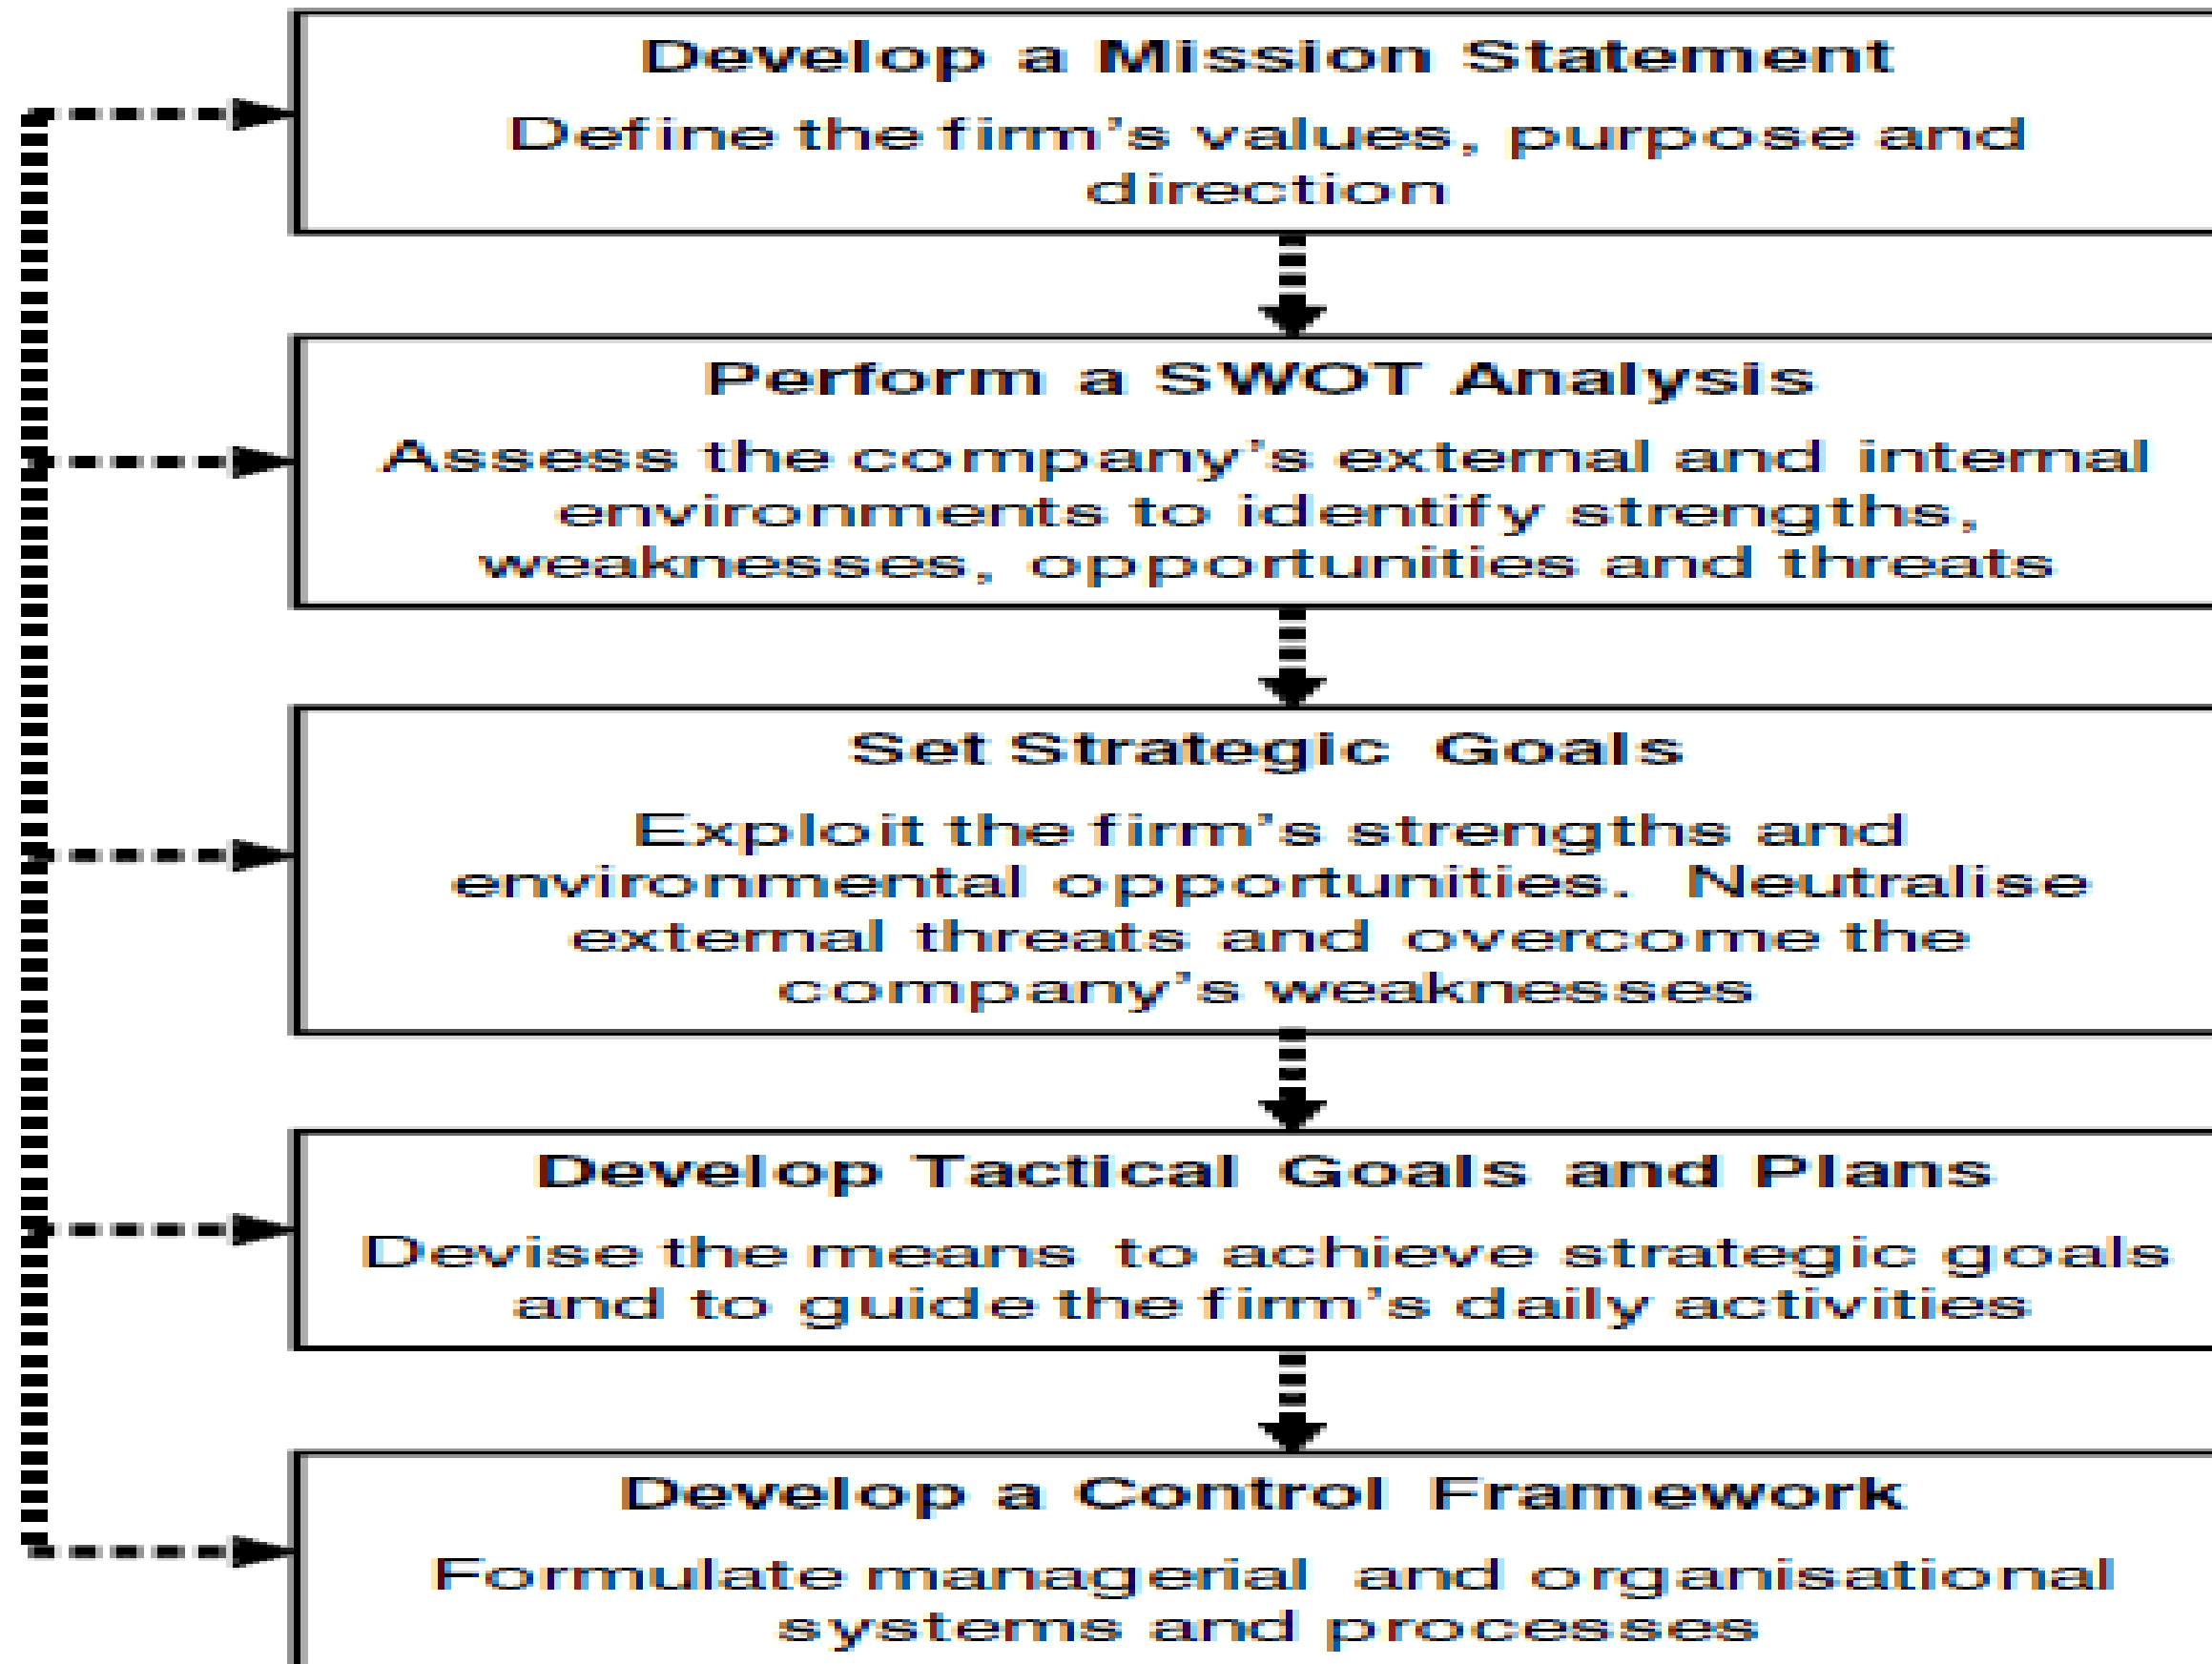 Develop a Mission Statement
Define the firm's values, purpose and
direction
Perform a SWOT Analysis
Assess the company's external and internal
environments to identify strengths,
weaknesses, opportunities and threats
Set Strategic Goals
Exploit the firm's strengths and
environmental opportunities. Neutralise
external threats and overcome the
company's weaknesses
Develop Tactical Goals and Plans
Devise the means to achieve strategic goals
and to guide the firm's daily activities
Develop a Control Framework
Formulate managerial and organisational
systems and processes